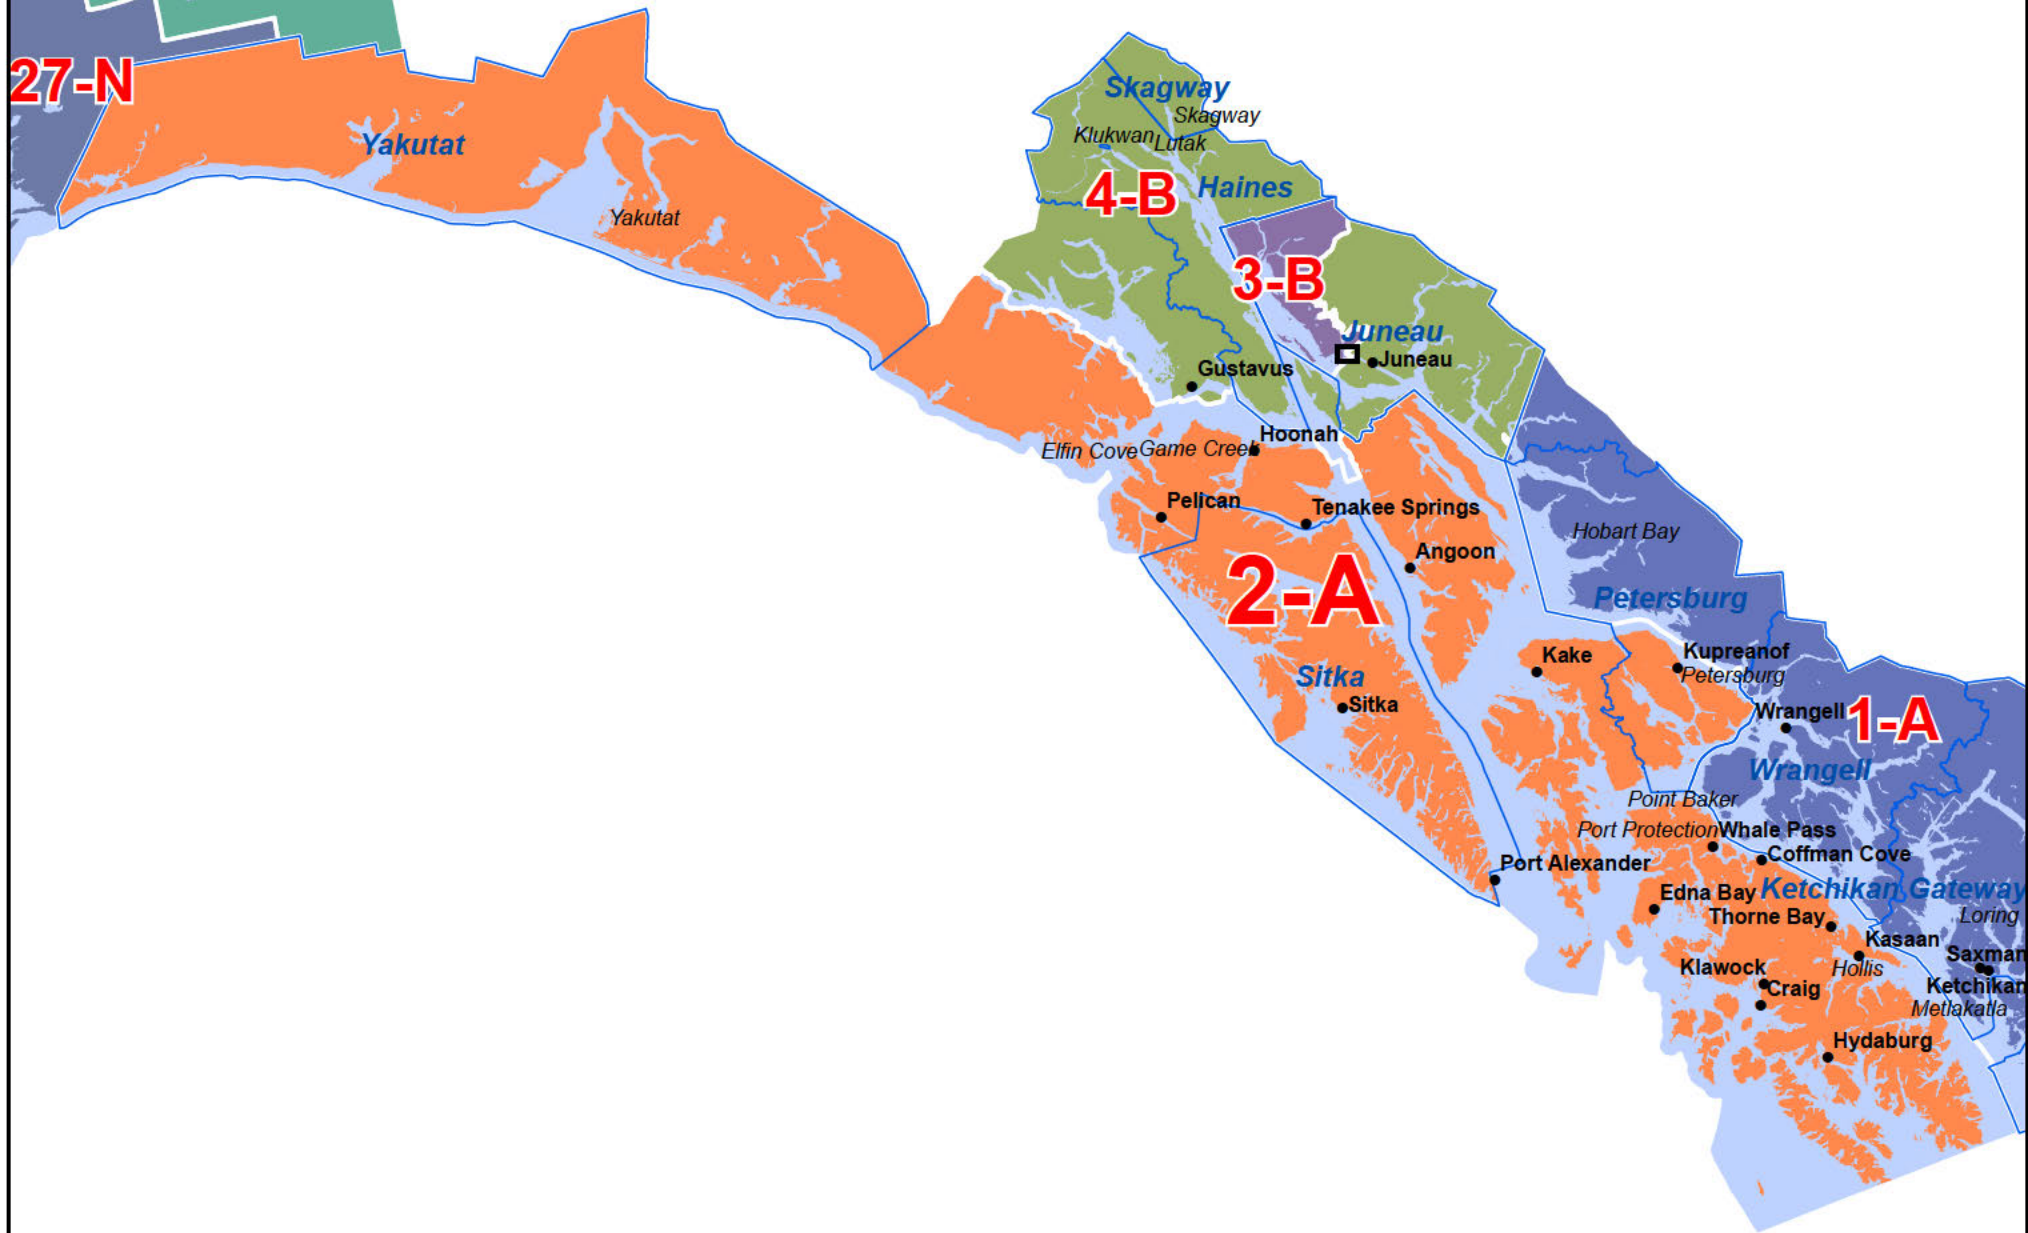 27-N
Yakutat
Yakutat
Skagway
Skagway
Klukwan
Lutak
4-B
Haines
3-B
Juneau
Juneau
Gustavus
Hoonah
Elfin Cove
Game Creek
Pelican
Tenakee Springs
Hobart Bay
Angoon
2-A
Petersburg
Kake
Kupreanof
Petersburg
Sitka
Sitka
Wrangell
1-A
Wrangell
Point Baker
Port Protection
Whale Pass
Coffman Cove
Port Alexander
Edna Bay
Ketchikan Gateway
Thorne Bay
Loring
Kasaan
Saxman
Klawock
Hollis
Craig
Ketchikan
Metlakatla
Hydaburg